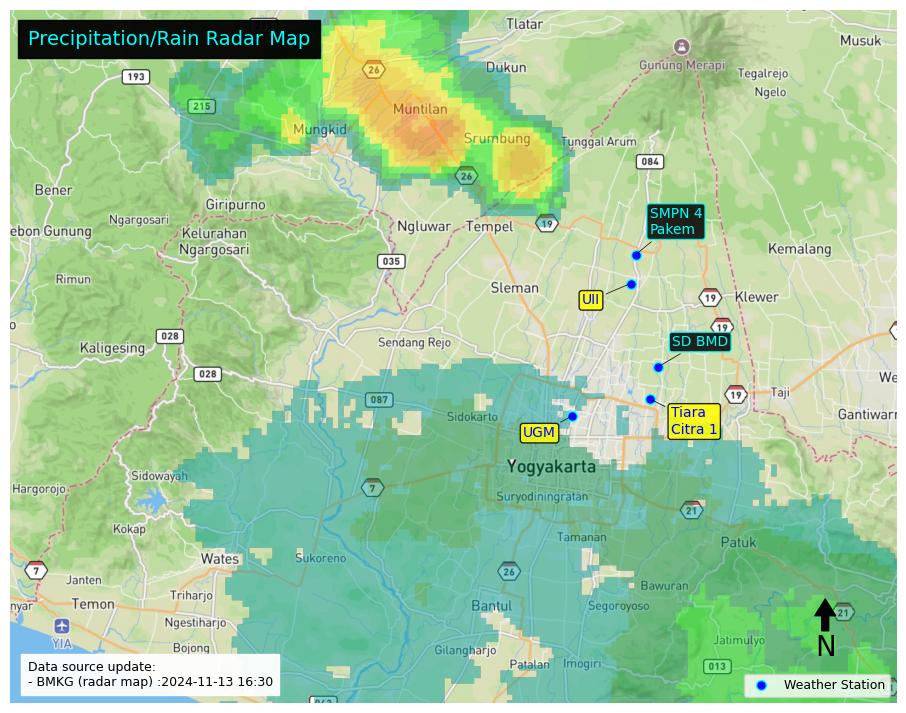 Precipitation/Rain Radar Map
Tlatar
Musuk
193
26
Dukun
Gunung Merapi
Tegalrejo
Ngelo
215
Muntilan
Mungkid
Srumbung
Tunggal Arum
084
26
Bener
Giripurno
SMPN 4
Pakem
Ngargosari
ebon Gunung
Kelurahan
Ngargosari
Ngluwar
Tempel
19
Kemalang
035
Rimun
Sleman
UII
19
Klewer
19
028
Kaligesing
Sendang Rejo
SD BMD
028
We
087
19
Taji
Sidokarto
Tiara
Citra 1
Gantiwarn
UGM
Yogyakarta
Sidowayah
Hargorojo
7
Suryodiningratan
21
Kokap
Tamanan
Patuk
Wates
Sukoreno
7
26
Janten
Bawuran
Triharjo
nyar
Temon
Bantul
Segoroyoso
21
Ngestiharjo
YIA
Jatimulyo
N
Bojong
Gilangharjo
Patalan
Imogiri
013
Data source update:
- BMKG (radar map) :2024-11-13 16:30
Weather Station